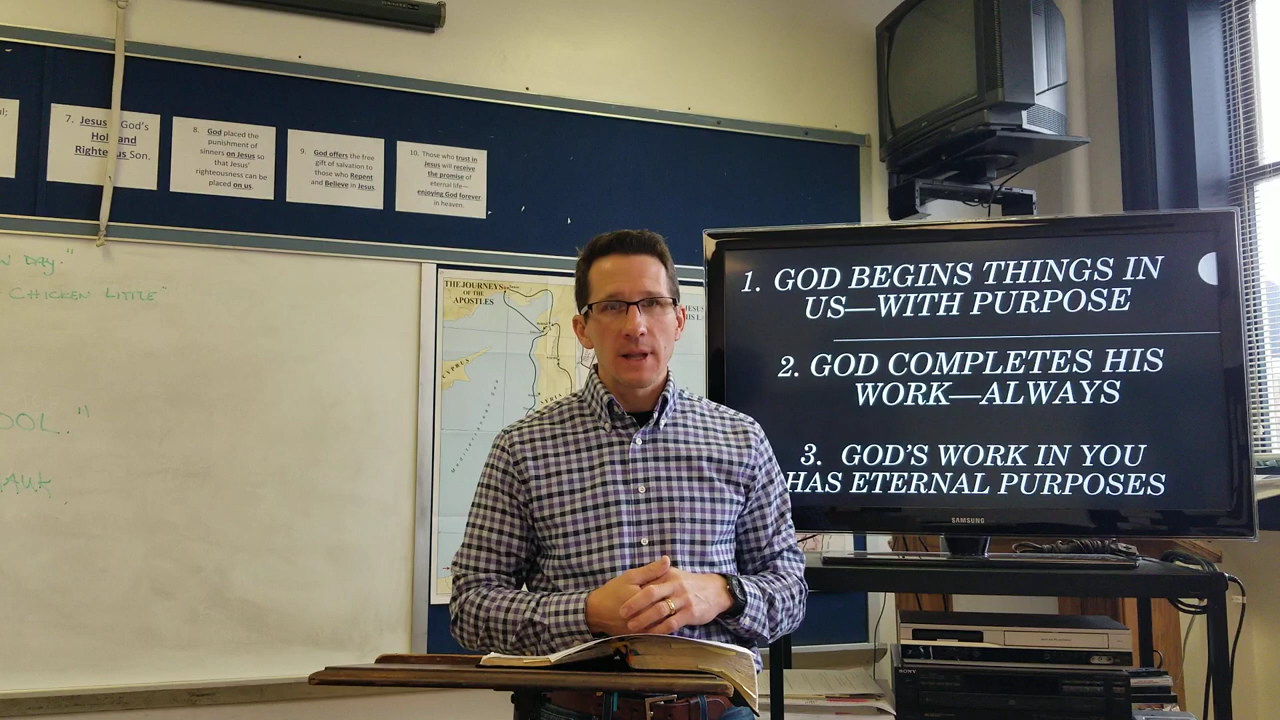 7. Jesus God's
Holy and
Righteous Son.
8. God placed the
punishment of
sinners on Jesus so
that Jesus'
righteousness can be
placed on us.
9. God offers the free
gift of salvation to
those who Repent
and Believe in Jesus.
10. Those who trust in
Jesus will receive
the promise of
eternal life—
enjoying God forever
in heaven.
DAY."
CHICKEN LITTLE"
OOL."
THE JOURNEYS
OF THE
APOSTLES
CYPRUS
1. GOD BEGINS THINGS IN
US—WITH PURPOSE
2. GOD COMPLETES HIS
WORK—ALWAYS
3. GOD'S WORK IN YOU
HAS ETERNAL PURPOSES
SAMSUNG
SONY